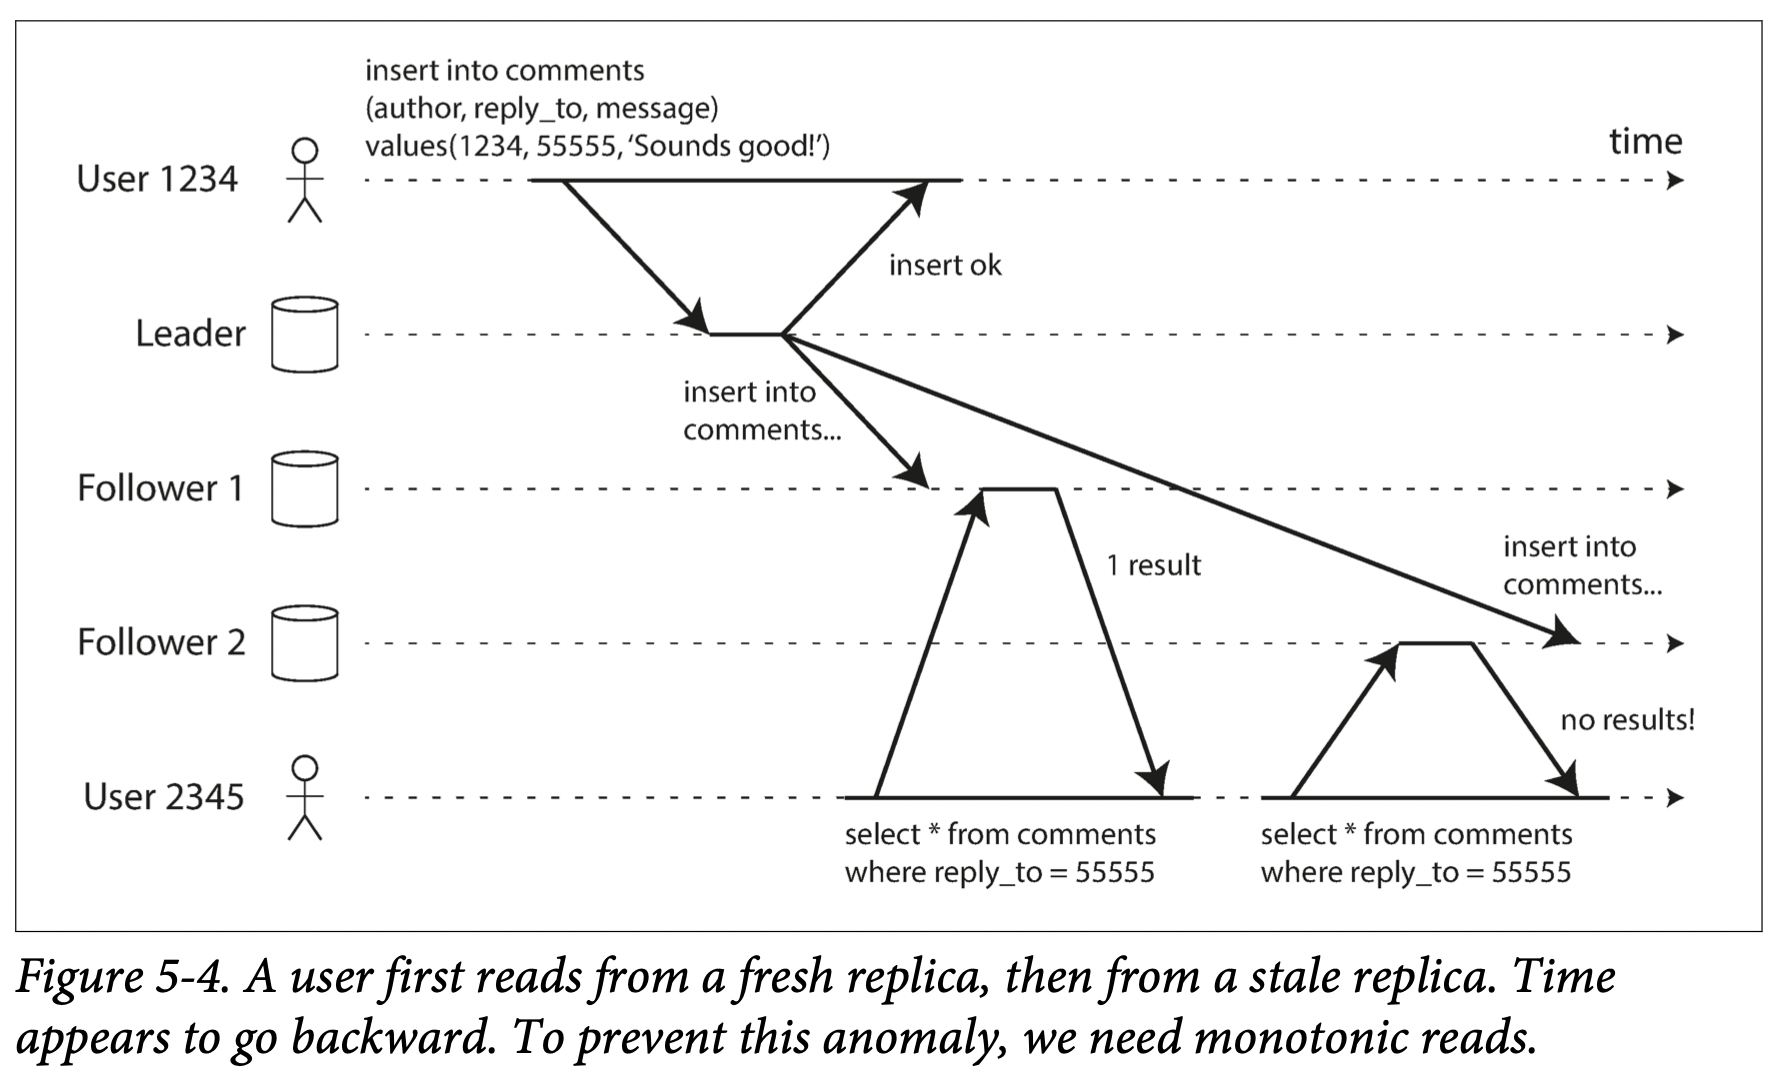 insert into comments
(author, reply_to, message)
values(1234, 55555, ‘Sounds good!’)
time
User 1234
insert ok
Leader
insert into
comments...
Follower 1
1 result
insert into
comments...
Follower 2
no results!
User 2345
select * from comments
where reply_to = 55555
select * from comments
where reply_to = 55555
Figure 5-4. A user first reads from a fresh replica, then from a stale replica. Time
appears to go backward. To prevent this anomaly, we need monotonic reads.